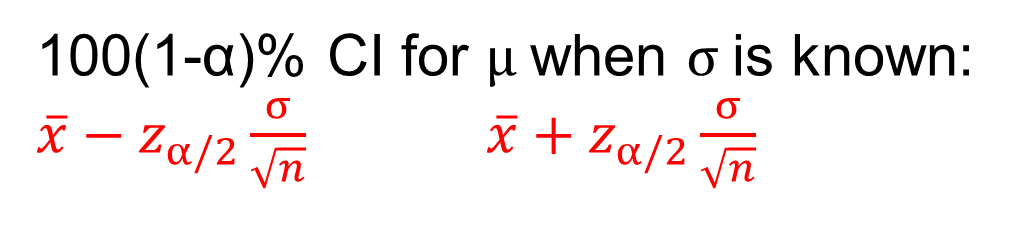 100(1-α)% CI for μ when σ is known:
x̄ − z_{α/2} σ/√n x̄ + z_{α/2} σ/√n